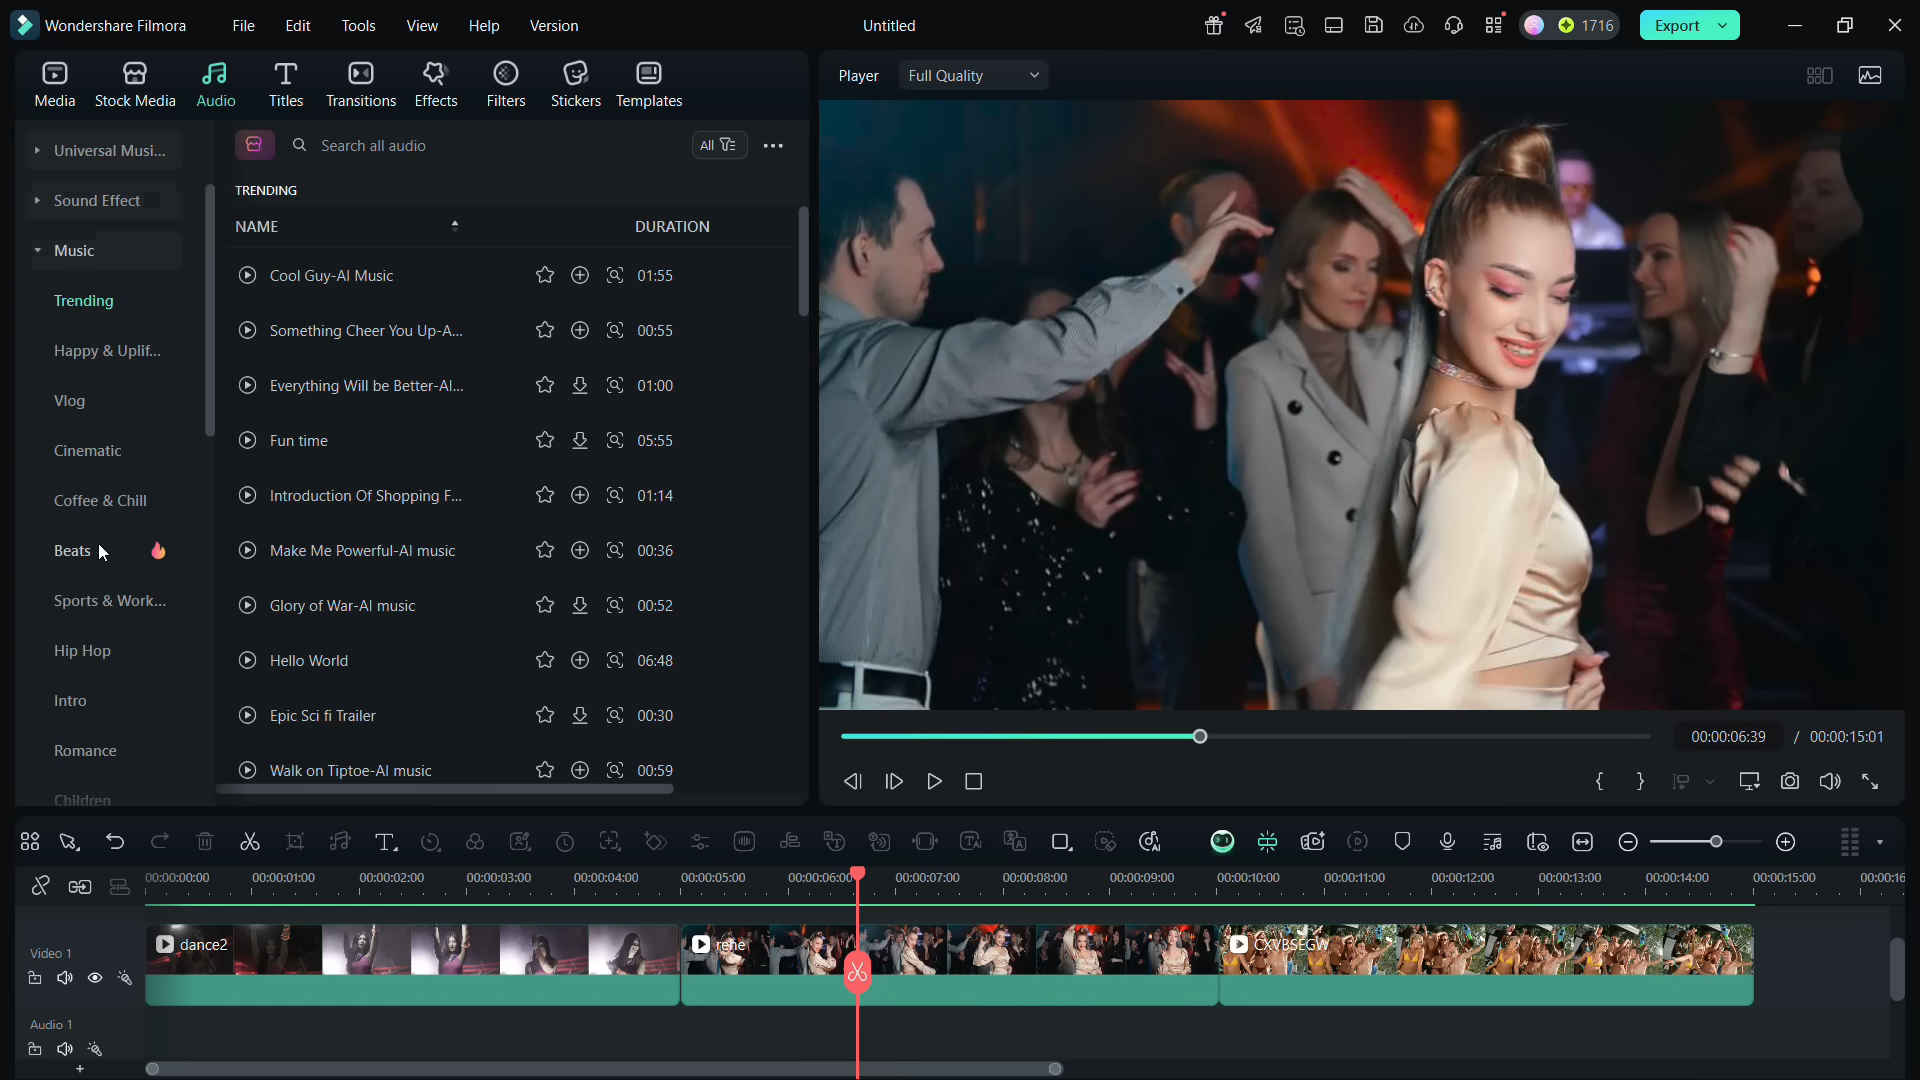 Wondershare Filmora File Edit Tools View Help Version Untitled 1716 Export
Media Stock Media Audio Titles Transitions Effects Filters Stickers Templates
Player Full Quality
Universal Musi...
Sound Effect
Music
Trending
Happy & Uplif...
Vlog
Cinematic
Coffee & Chill
Beats
Sports & Work...
Hip Hop
Intro
Romance
Children
Search all audio All
TRENDING
NAME DURATION
Cool Guy-AI Music 01:55
Something Cheer You Up-A... 00:55
Everything Will be Better-AI... 01:00
Fun time 05:55
Introduction Of Shopping F... 01:14
Make Me Powerful-AI music 00:36
Glory of War-AI music 00:52
Hello World 06:48
Epic Sci fi Trailer 00:30
Walk on Tiptoe-AI music 00:59
00:00:06:39 / 00:00:15:01
00:00:00:00 00:00:01:00 00:00:02:00 00:00:03:00 00:00:04:00 00:00:05:00 00:00:06:00 00:00:07:00 00:00:08:00 00:00:09:00 00:00:10:00 00:00:11:00 00:00:12:00 00:00:13:00 00:00:14:00 00:00:15:00 00:00:16
Video 1
dance2 rehe CXVBSEGW
Audio 1